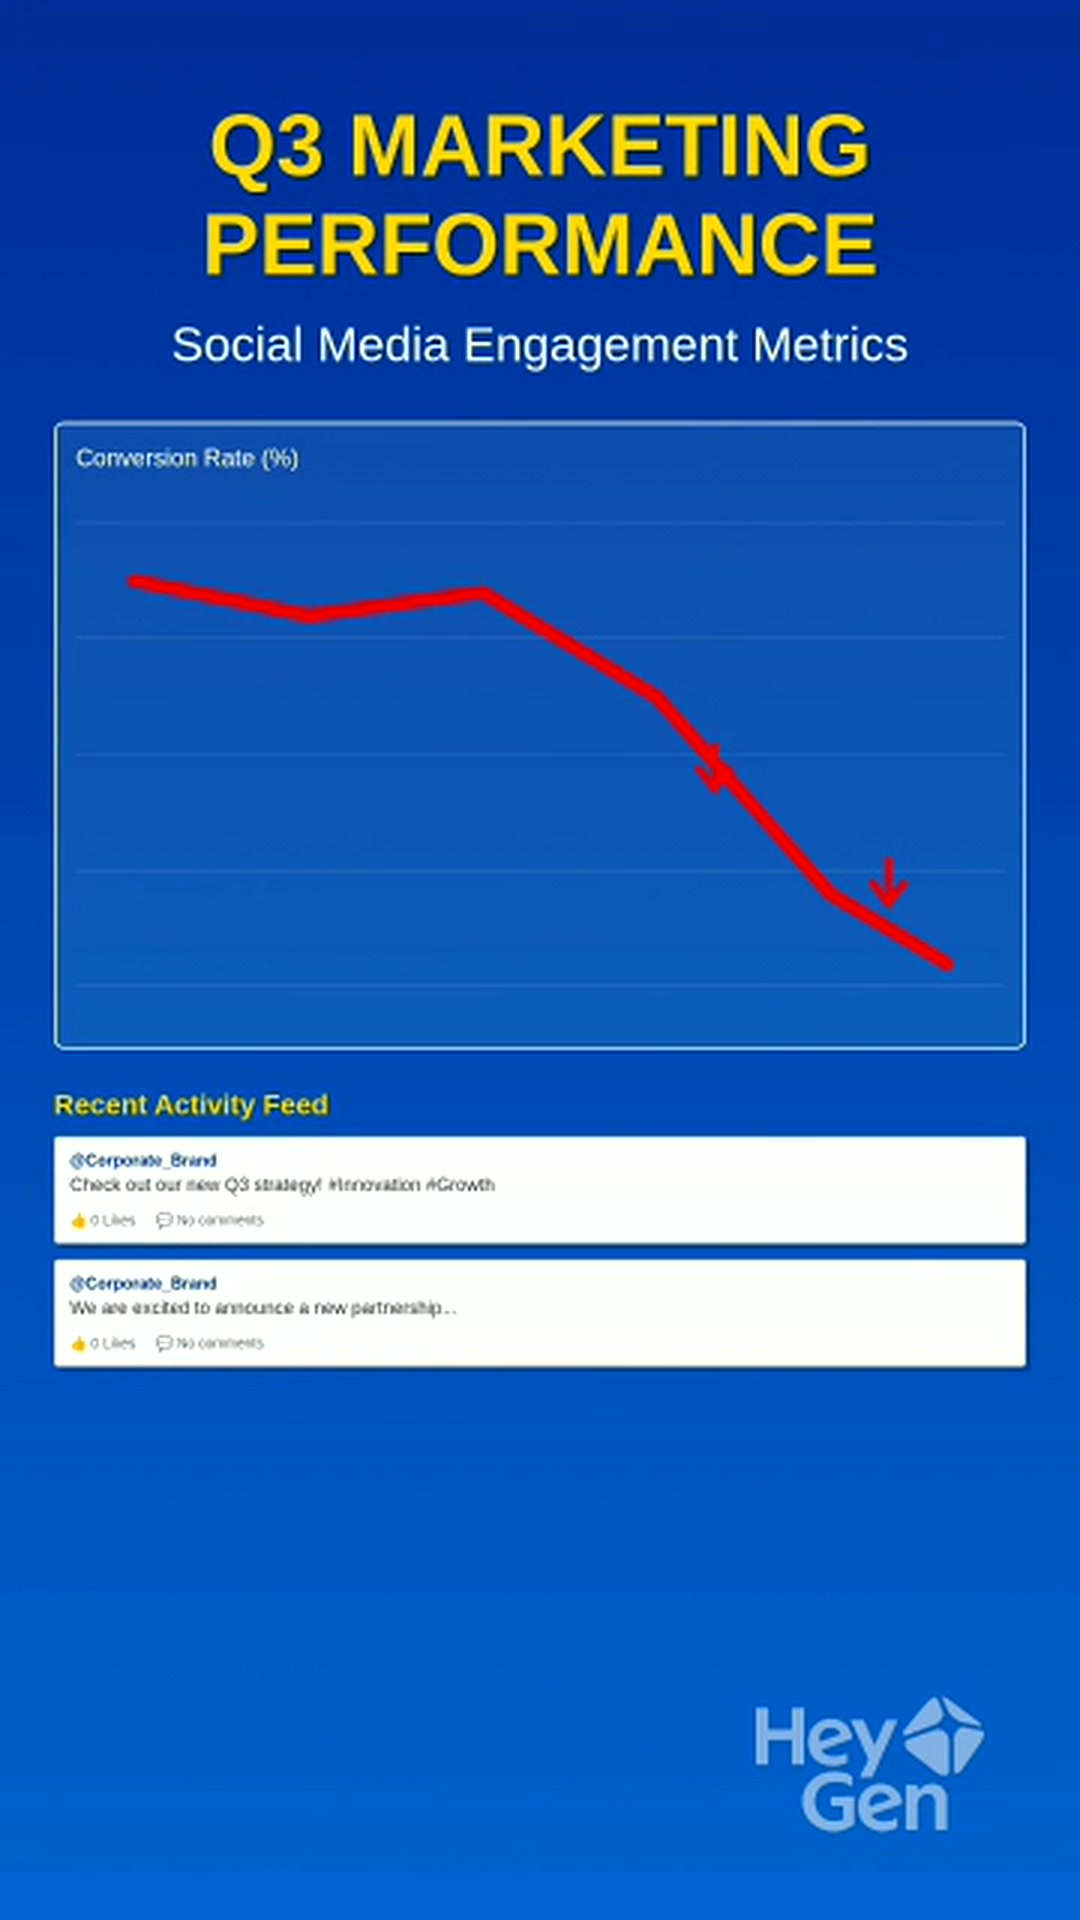 Q3 MARKETING
PERFORMANCE
Social Media Engagement Metrics
Conversion Rate (%)
Recent Activity Feed
@Corporate_Brand
Check out our new Q3 strategy! #Innovation #Growth
👍 0 Likes 💬 No comments
@Corporate_Brand
We are excited to announce a new partnership...
👍 0 Likes 💬 No comments
Hey
Gen